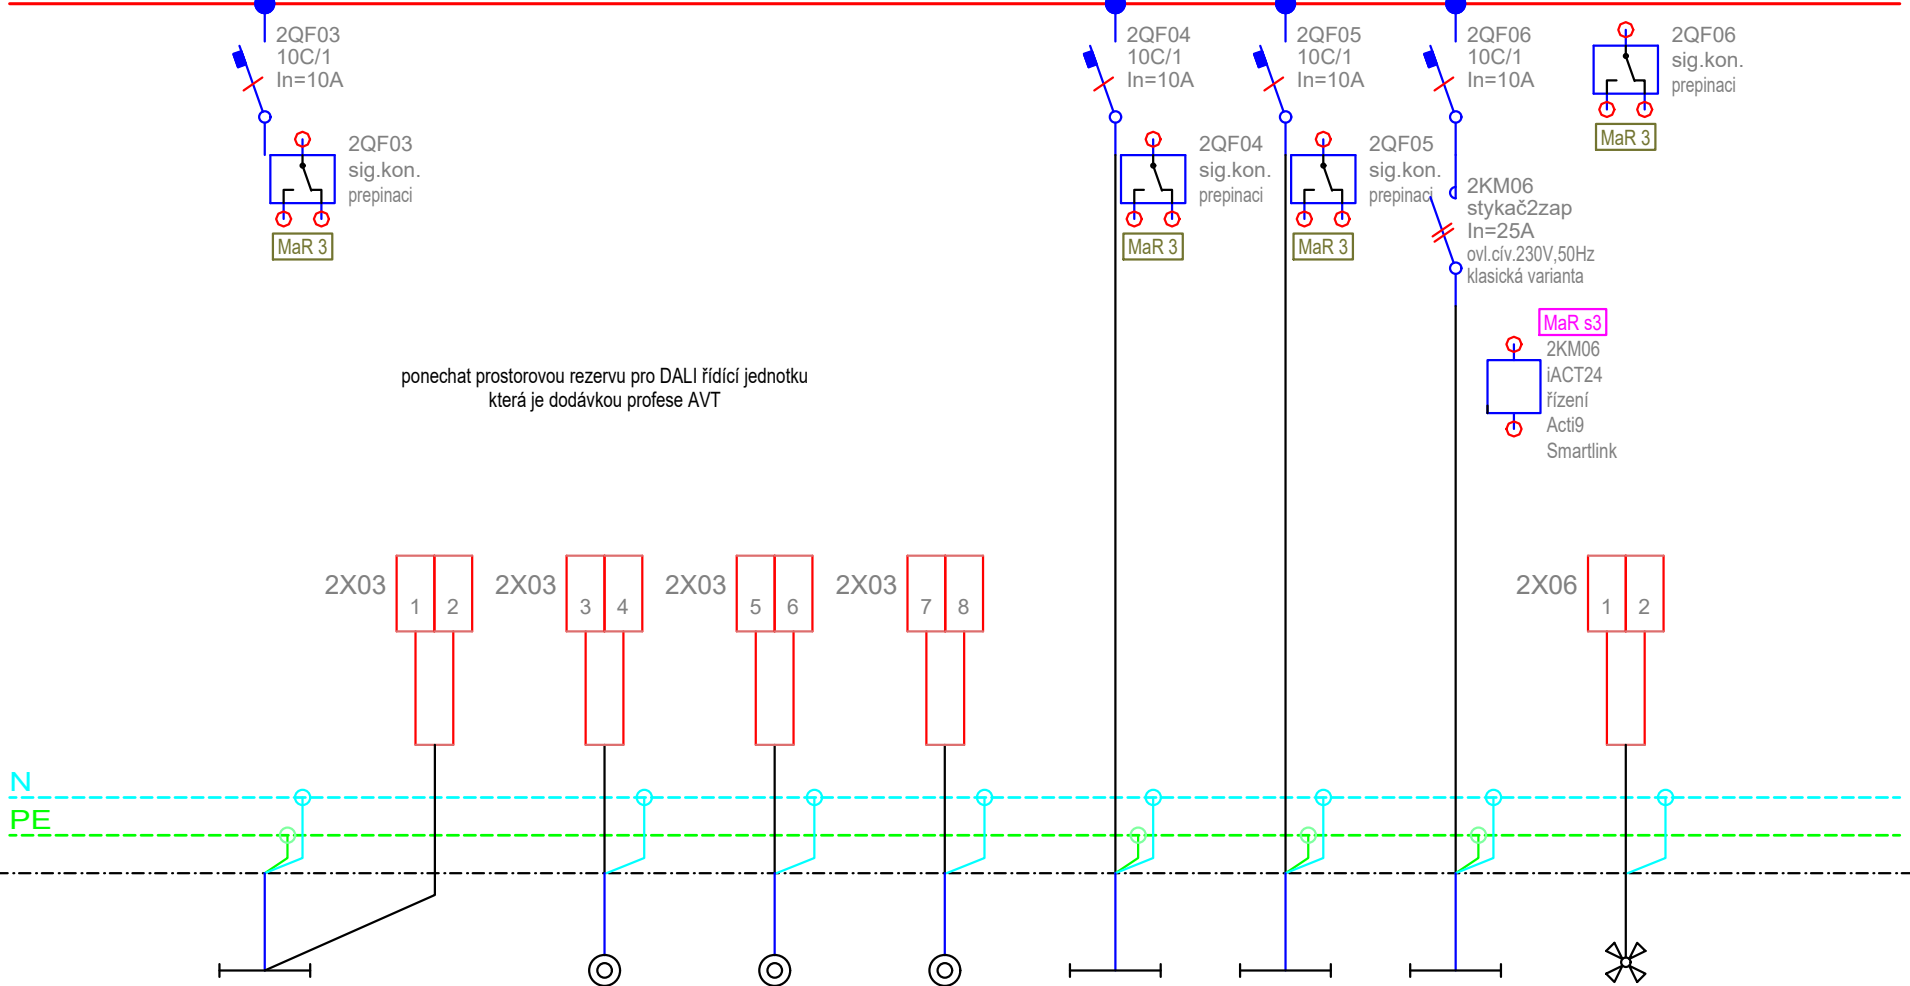 2QF03
10C/1
In=10A
2QF03
sig.kon.
prepinaci
MaR 3
2QF04
10C/1
In=10A
2QF04
sig.kon.
prepinaci
MaR 3
2QF05
10C/1
In=10A
2QF05
sig.kon.
prepinaci
MaR 3
2QF06
10C/1
In=10A
2QF06
sig.kon.
prepinaci
MaR 3
2KM06
stykač2zap
In=25A
ovl.cív.230V,50Hz
klasická varianta
MaR s3
2KM06
iACT24
řízení
Acti9
Smartlink
ponechat prostorovou rezervu pro DALI řídící jednotku
která je dodávkou profese AVT
2X03
1 2
2X03
3 4
2X03
5 6
2X03
7 8
2X06
1 2
N
PE